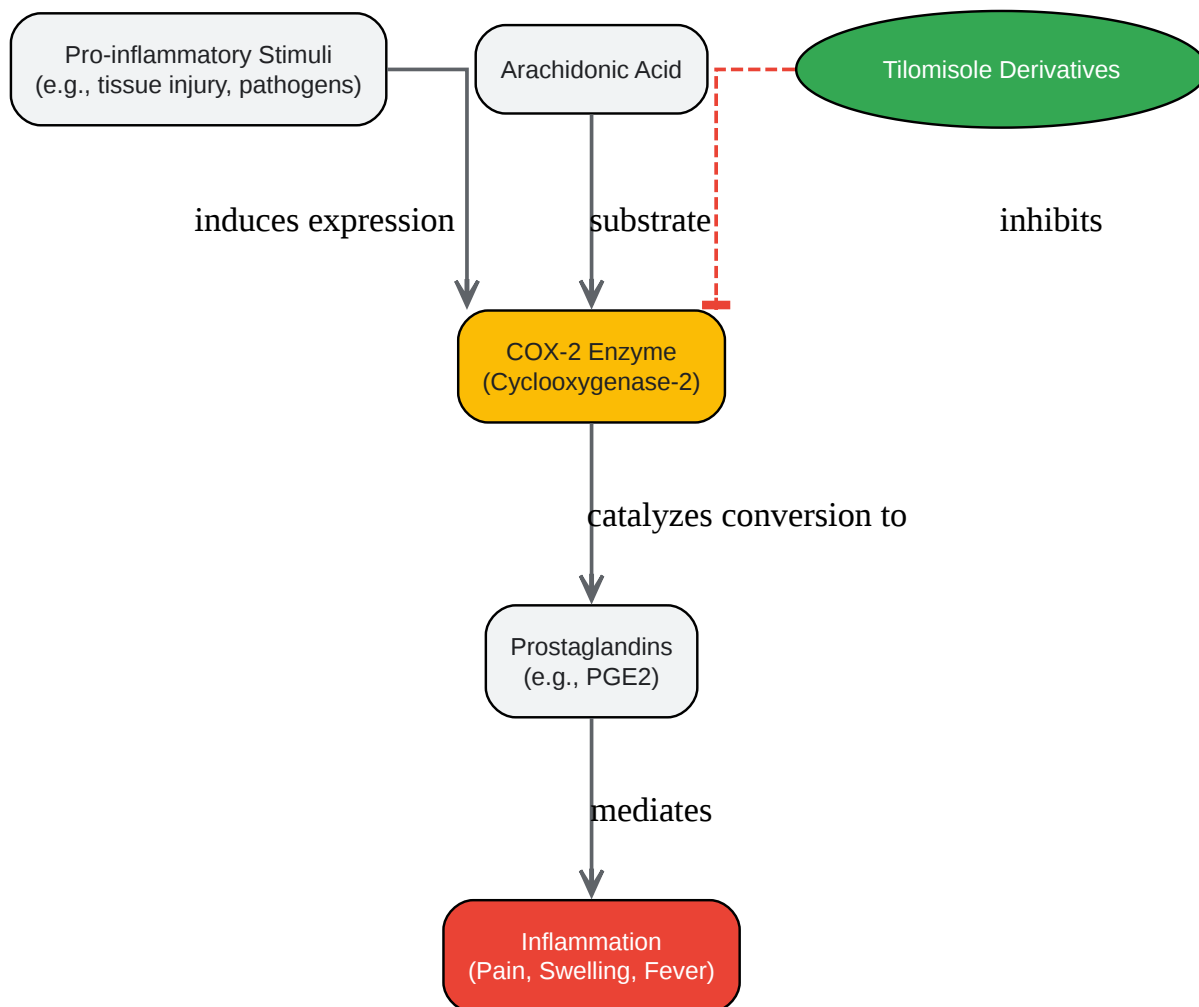 Pro-inflammatory Stimuli
(e.g., tissue injury, pathogens)
Arachidonic Acid
Tilomisole Derivatives
induces expression
substrate
inhibits
COX-2 Enzyme
(Cyclooxygenase-2)
catalyzes conversion to
Prostaglandins
(e.g., PGE2)
mediates
Inflammation
(Pain, Swelling, Fever)